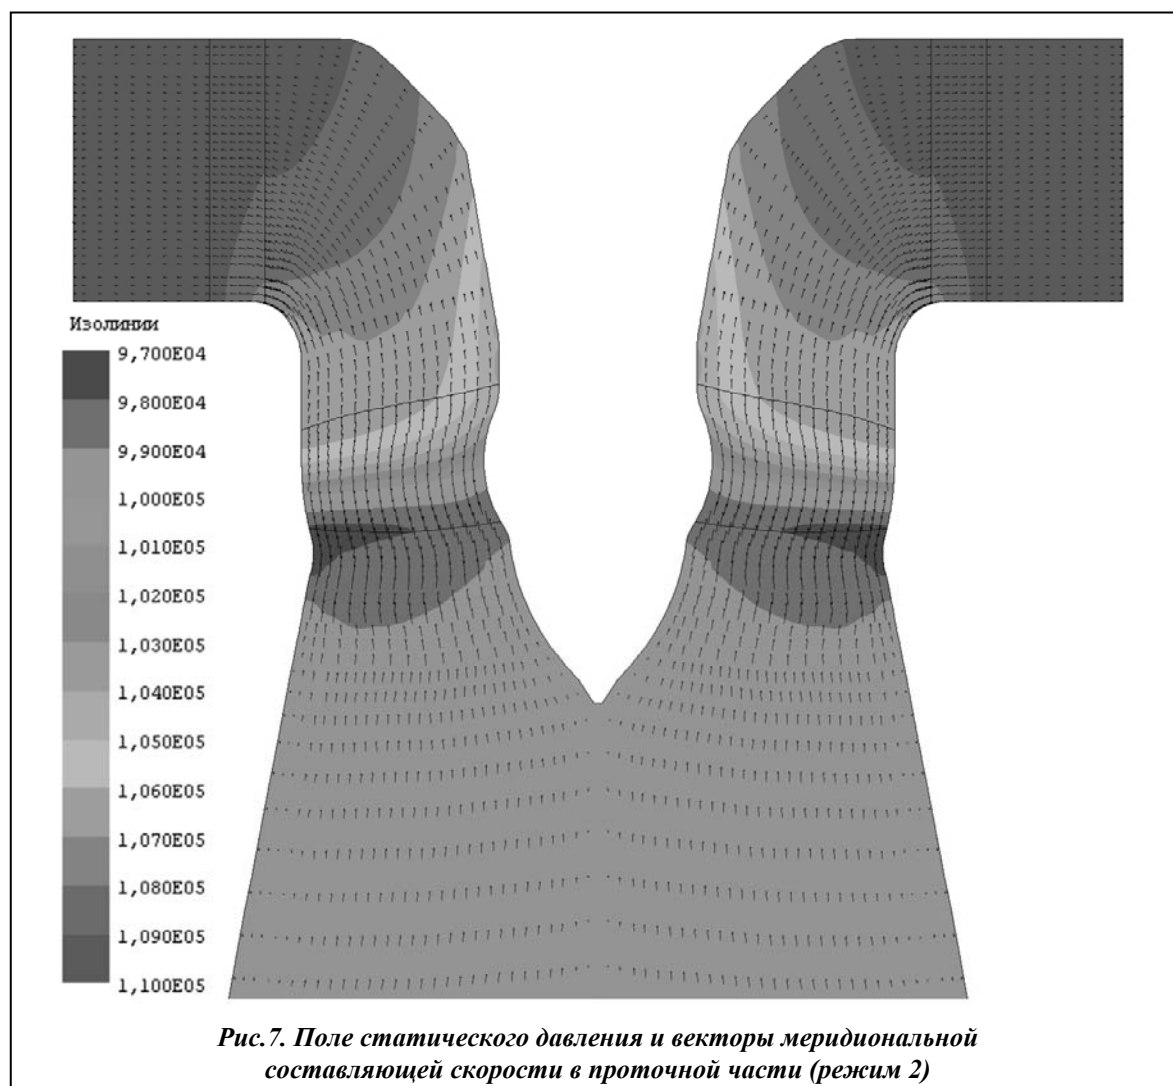 Изолинии
9,700E04
9,800E04
9,900E04
1,000E05
1,010E05
1,020E05
1,030E05
1,040E05
1,050E05
1,060E05
1,070E05
1,080E05
1,090E05
1,100E05
Рис.7. Поле статического давления и векторы меридиональной
составляющей скорости в проточной части (режим 2)